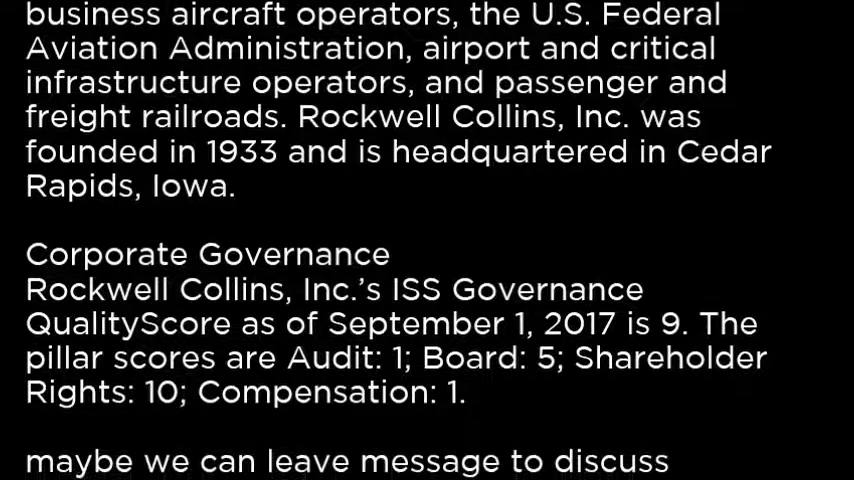 business aircraft operators, the U.S. Federal
Aviation Administration, airport and critical
infrastructure operators, and passenger and
freight railroads. Rockwell Collins, Inc. was
founded in 1933 and is headquartered in Cedar
Rapids, Iowa.
Corporate Governance
Rockwell Collins, Inc.’s ISS Governance
QualityScore as of September 1, 2017 is 9. The
pillar scores are Audit: 1; Board: 5; Shareholder
Rights: 10; Compensation: 1.
maybe we can leave message to discuss